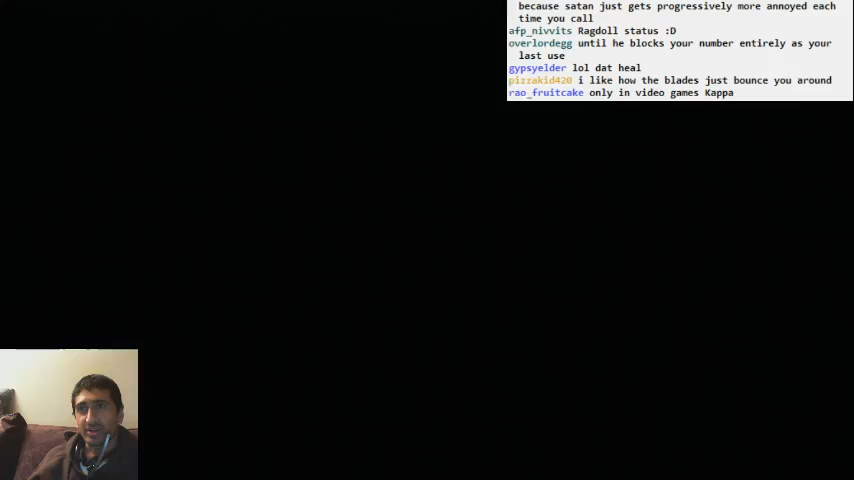 because satan just gets progressively more annoyed each
time you call
afp_nivvits Ragdoll status :D
overlordegg until he blocks your number entirely as your
last use
gypsyelder lol dat heal
pizzakid420 i like how the blades just bounce you around
rao_fruitcake only in video games Kappa